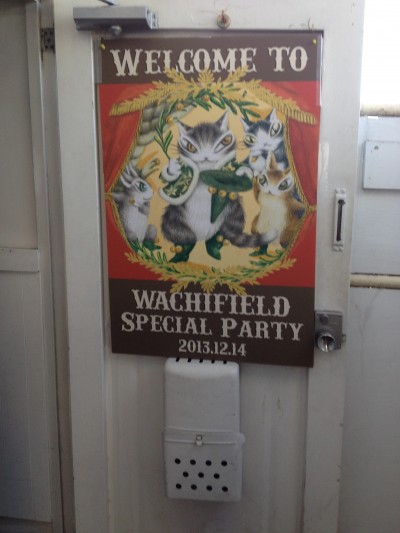 Welcome to
Wachifield
Special Party
2013.12.14